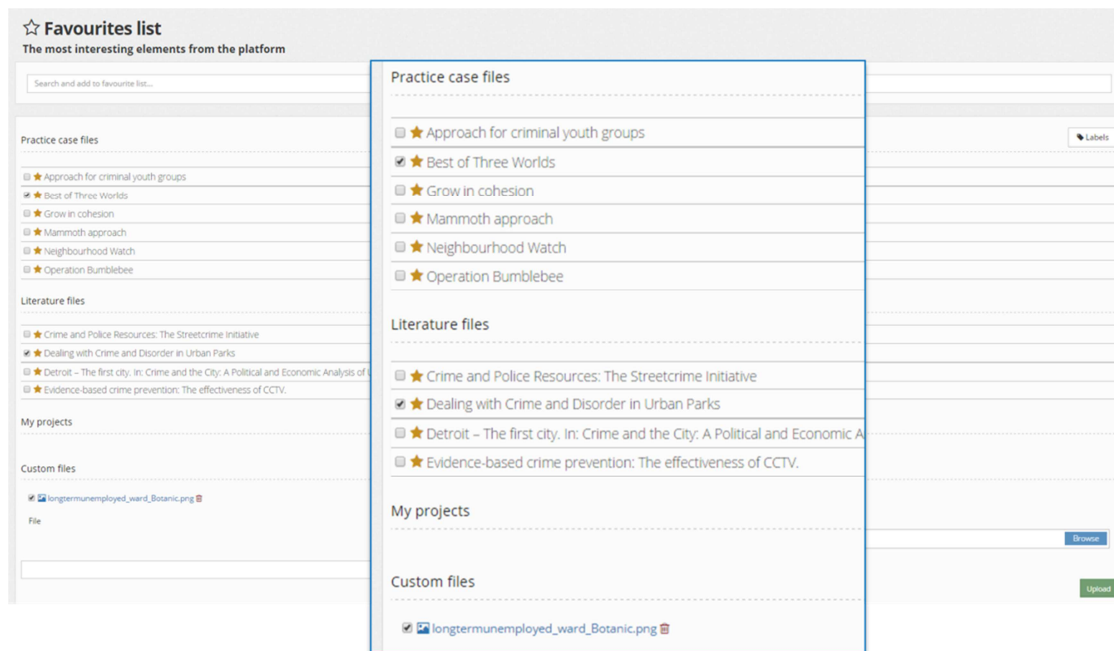 Favourites list
The most interesting elements from the platform
Search and add to favourite list...
Labels
Practice case files
Approach for criminal youth groups
Best of Three Worlds
Grow in cohesion
Mammoth approach
Neighbourhood Watch
Operation Bumblebee
Literature files
Crime and Police Resources: The Streetcrime Initiative
Dealing with Crime and Disorder in Urban Parks
Detroit – The first city. In: Crime and the City: A Political and Economic Analysis of
Evidence-based crime prevention: The effectiveness of CCTV.
My projects
Custom files
longtermunemployed_ward_Botanic.png
File
Browse
Upload
Practice case files
Approach for criminal youth groups
Best of Three Worlds
Grow in cohesion
Mammoth approach
Neighbourhood Watch
Operation Bumblebee
Literature files
Crime and Police Resources: The Streetcrime Initiative
Dealing with Crime and Disorder in Urban Parks
Detroit – The first city. In: Crime and the City: A Political and Economic A
Evidence-based crime prevention: The effectiveness of CCTV.
My projects
Custom files
longtermunemployed_ward_Botanic.png